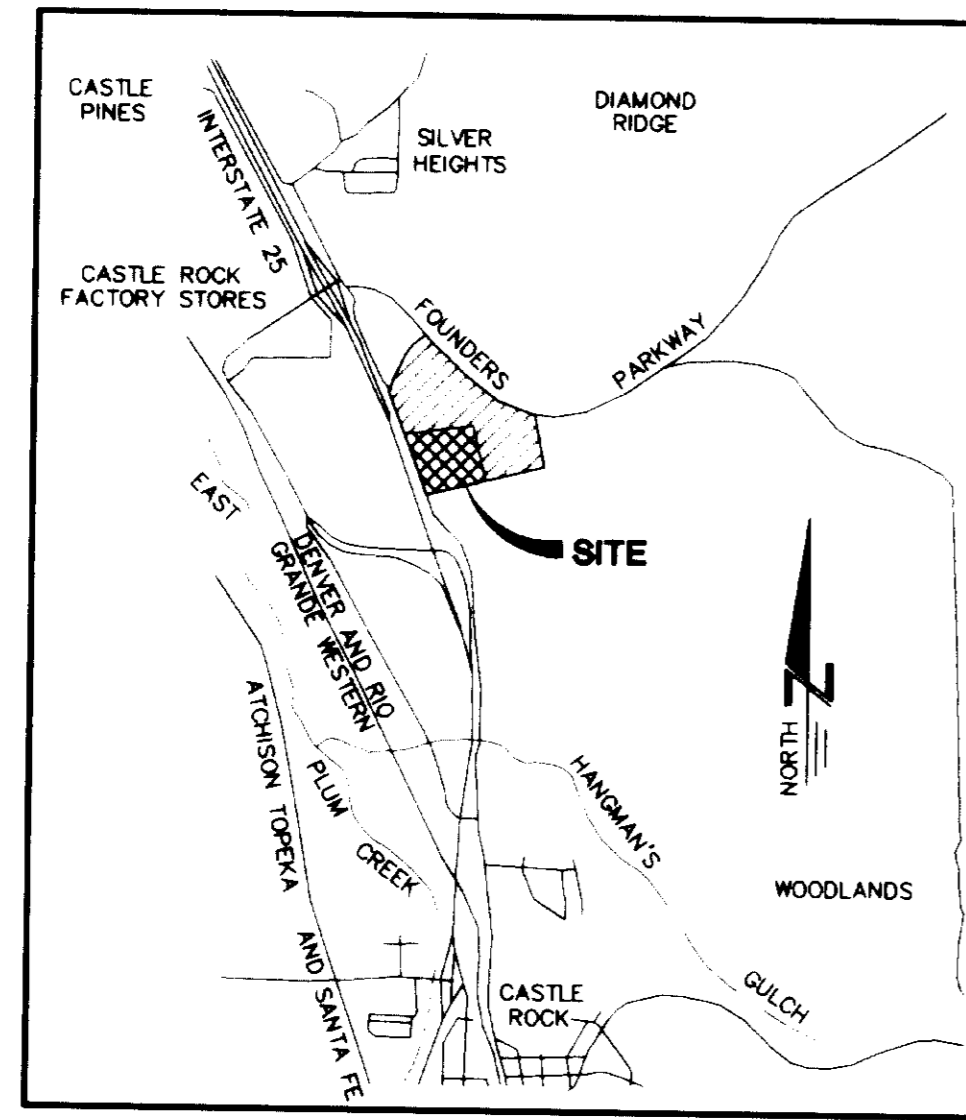 CASTLE
PINES
INTERSTATE 25
SILVER
HEIGHTS
DIAMOND
RIDGE
CASTLE ROCK
FACTORY STORES
FOUNDERS
PARKWAY
EAST
SITE
DENVER AND RIO
GRANDE WESTERN
ATCHISON TOPEKA
AND SANTA FE
PLUM
CREEK
HANGMAN'S
GULCH
NORTH
WOODLANDS
CASTLE
ROCK